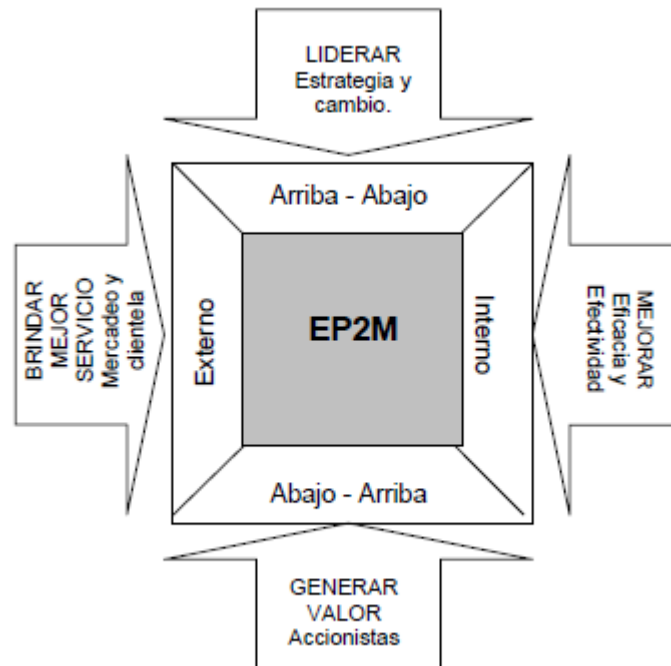 LIDERAR
Estrategia y
cambio.
Arriba - Abajo
BRINDAR
MEJOR
SERVICIO
Mercadeo y
clientela
Externo
EP2M
Interno
MEJORAR
Eficacia y
Efectividad
Abajo - Arriba
GENERAR
VALOR
Accionistas